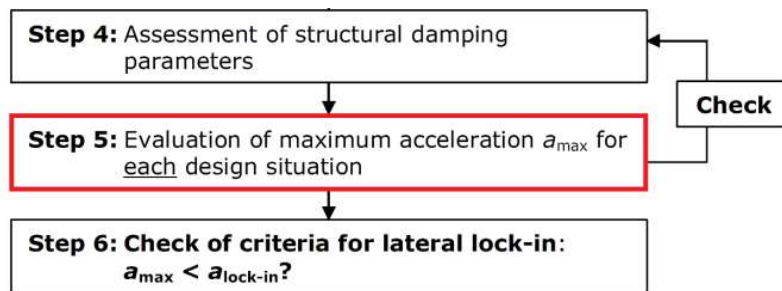 Step 4: Assessment of structural damping
parameters
Check
Step 5: Evaluation of maximum acceleration amax for
each design situation
Step 6: Check of criteria for lateral lock-in:
amax < alock-in?